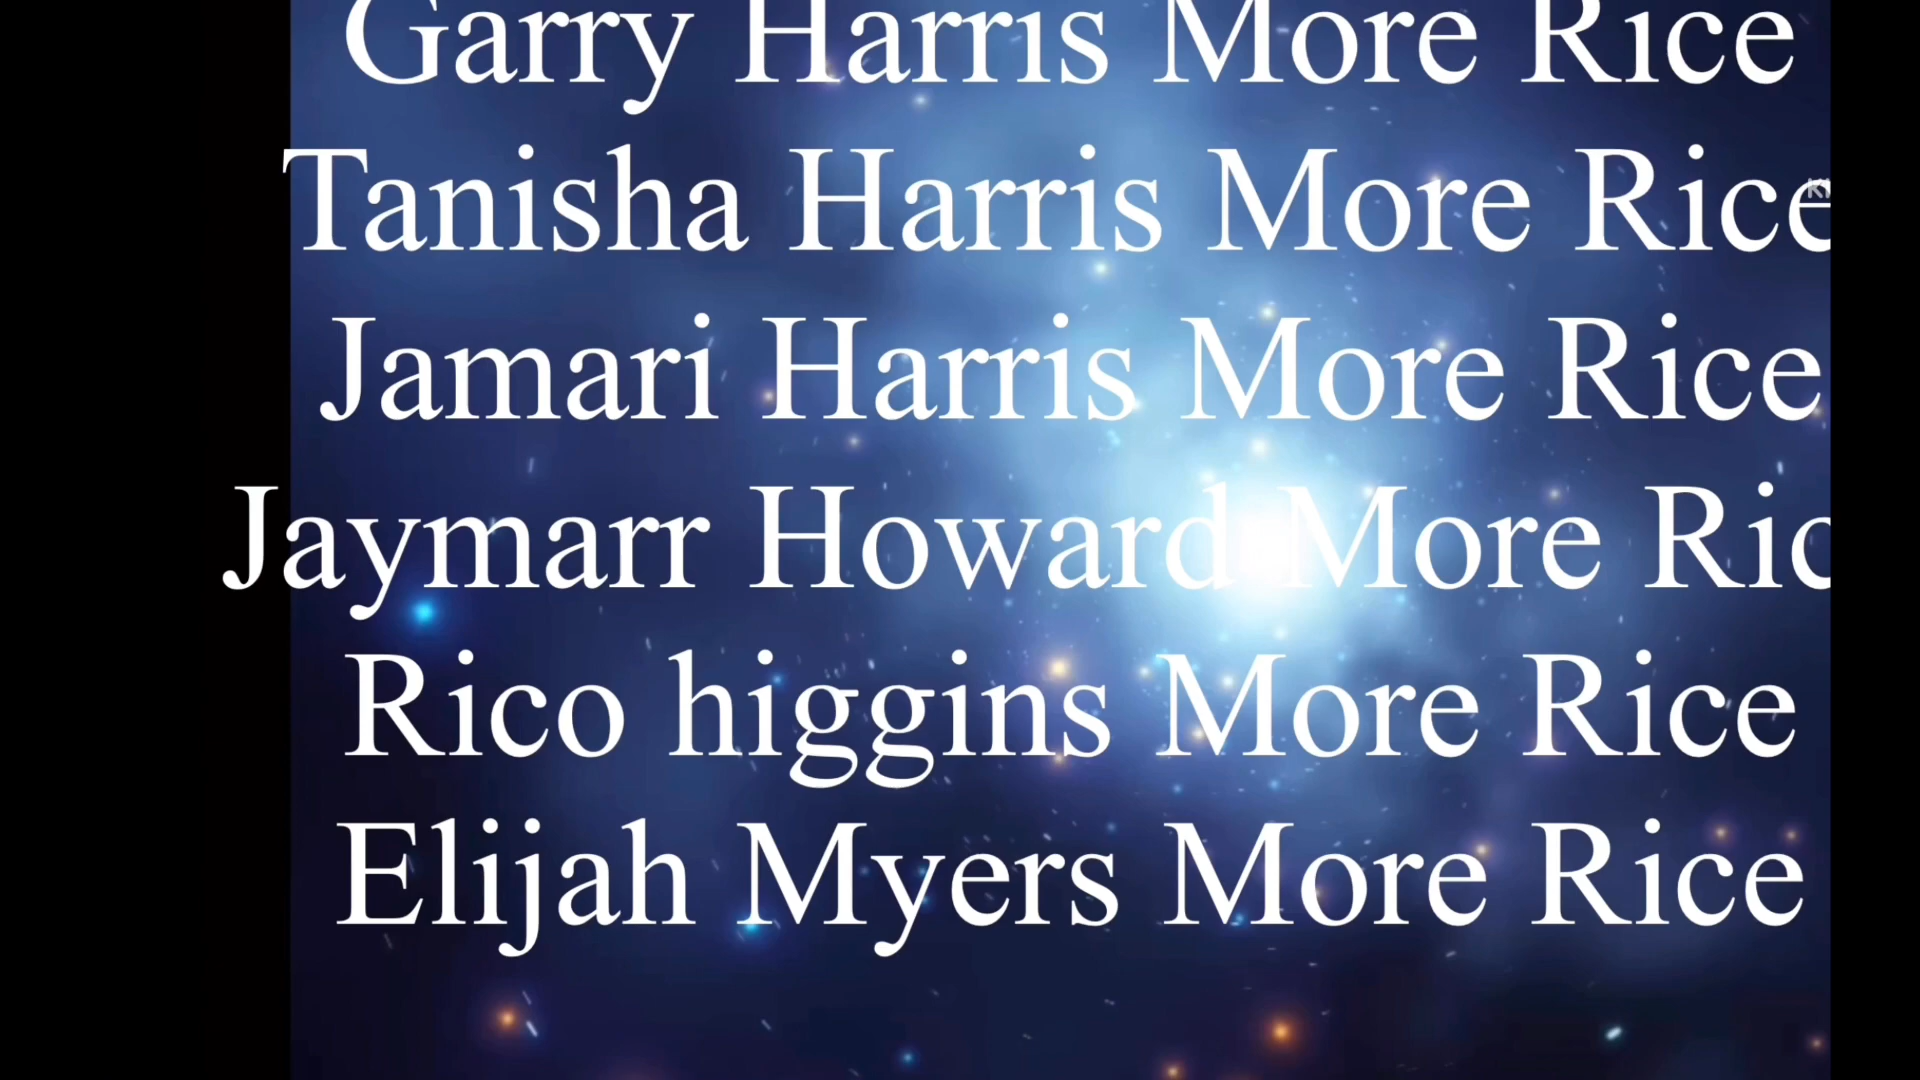 Garry Harris More Rice
Tanisha Harris More Rice
Jamari Harris More Rice
Jaymarr Howard More Ric
Rico higgins More Rice
Elijah Myers More Rice